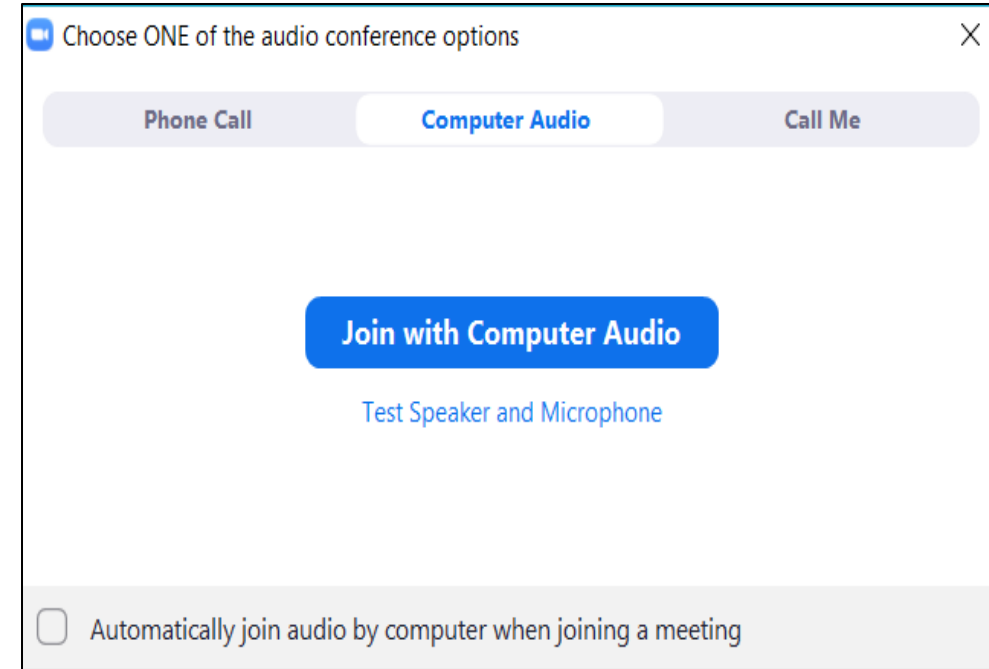 Choose ONE of the audio conference options
Phone Call Computer Audio Call Me
Join with Computer Audio
Test Speaker and Microphone
Automatically join audio by computer when joining a meeting